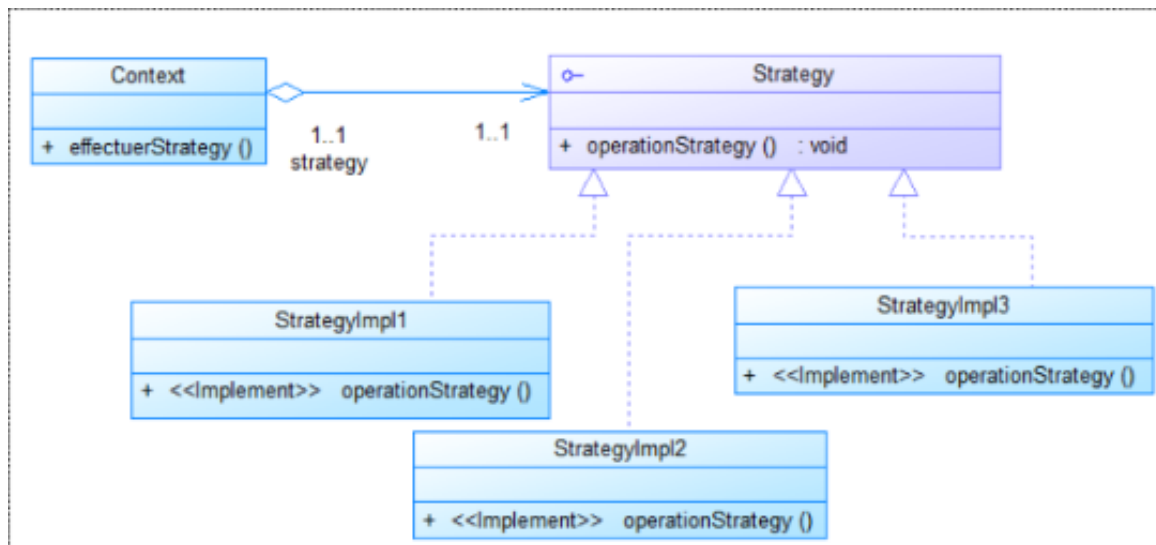 Context
+ effectuerStrategy ()
1..1
strategy
1..1
Strategy
+ operationStrategy () : void
StrategyImpl1
+ <<Implement>> operationStrategy ()
StrategyImpl3
+ <<Implement>> operationStrategy ()
StrategyImpl2
+ <<Implement>> operationStrategy ()